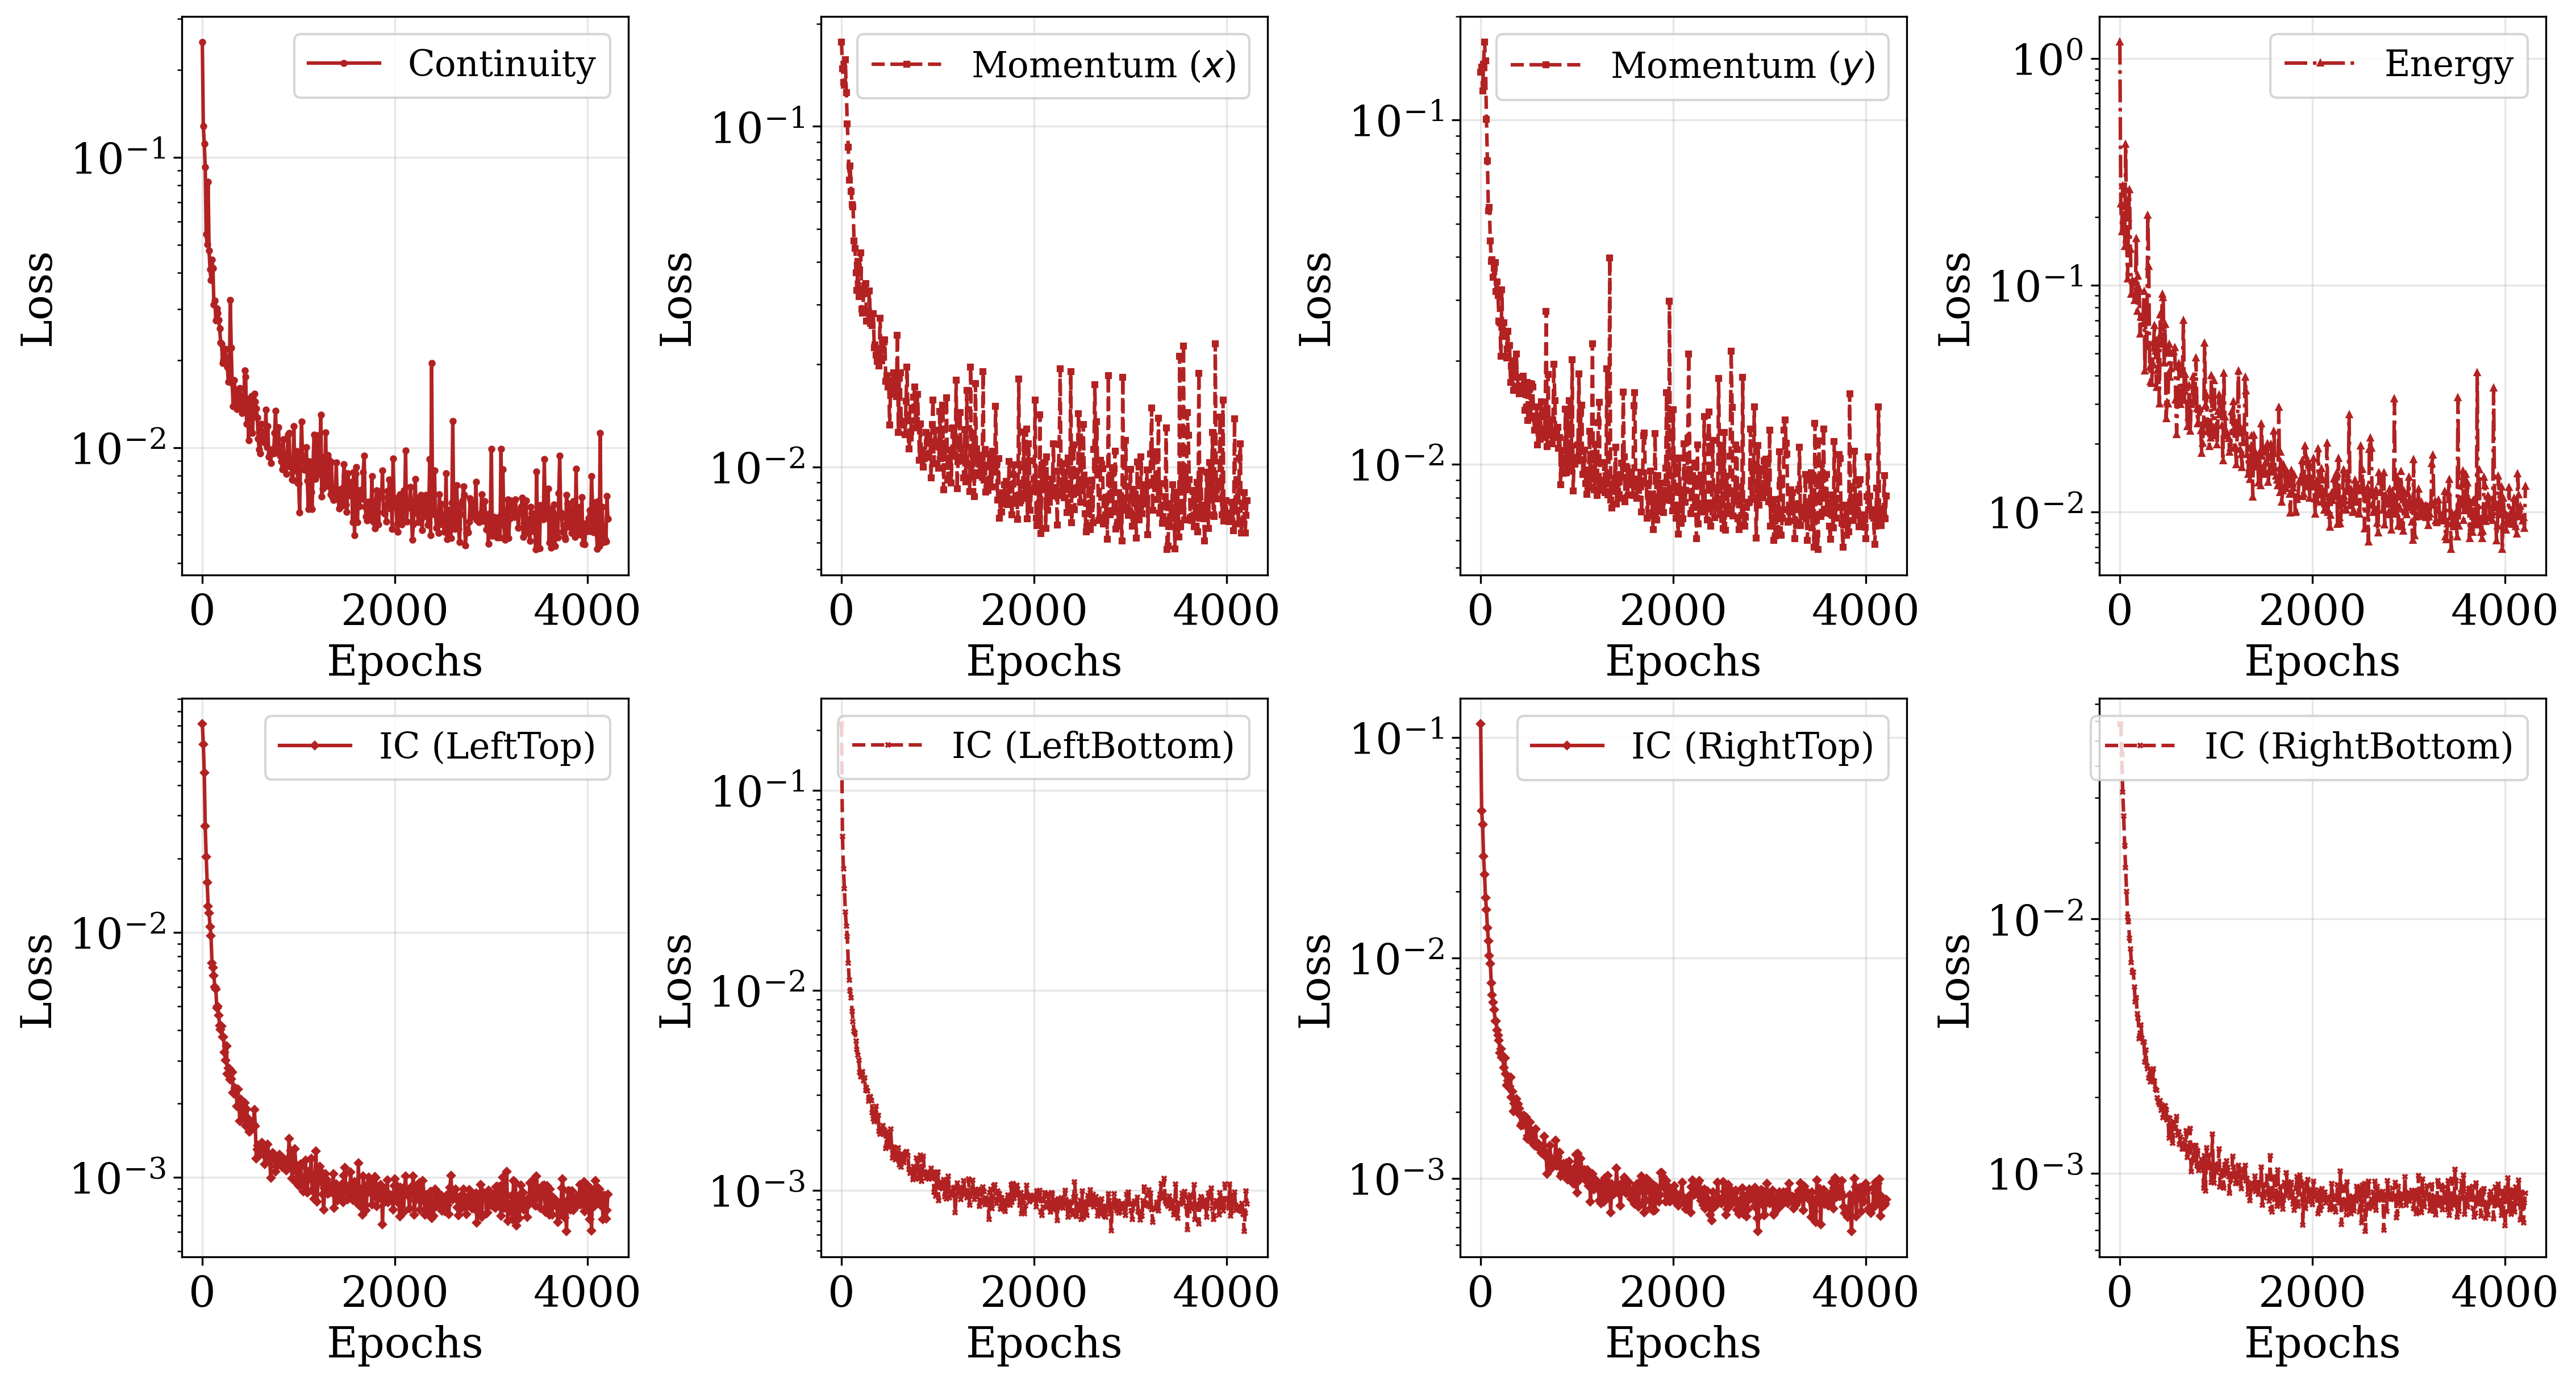 Continuity
Loss
10⁻¹
10⁻²
0 2000 4000
Epochs
Momentum (x)
Loss
10⁻¹
10⁻²
0 2000 4000
Epochs
Momentum (y)
Loss
10⁻¹
10⁻²
0 2000 4000
Epochs
Energy
Loss
10⁰
10⁻¹
10⁻²
0 2000 4000
Epochs
IC (LeftTop)
Loss
10⁻²
10⁻³
0 2000 4000
Epochs
IC (LeftBottom)
Loss
10⁻¹
10⁻²
10⁻³
0 2000 4000
Epochs
IC (RightTop)
Loss
10⁻¹
10⁻²
10⁻³
0 2000 4000
Epochs
IC (RightBottom)
Loss
10⁻²
10⁻³
0 2000 4000
Epochs